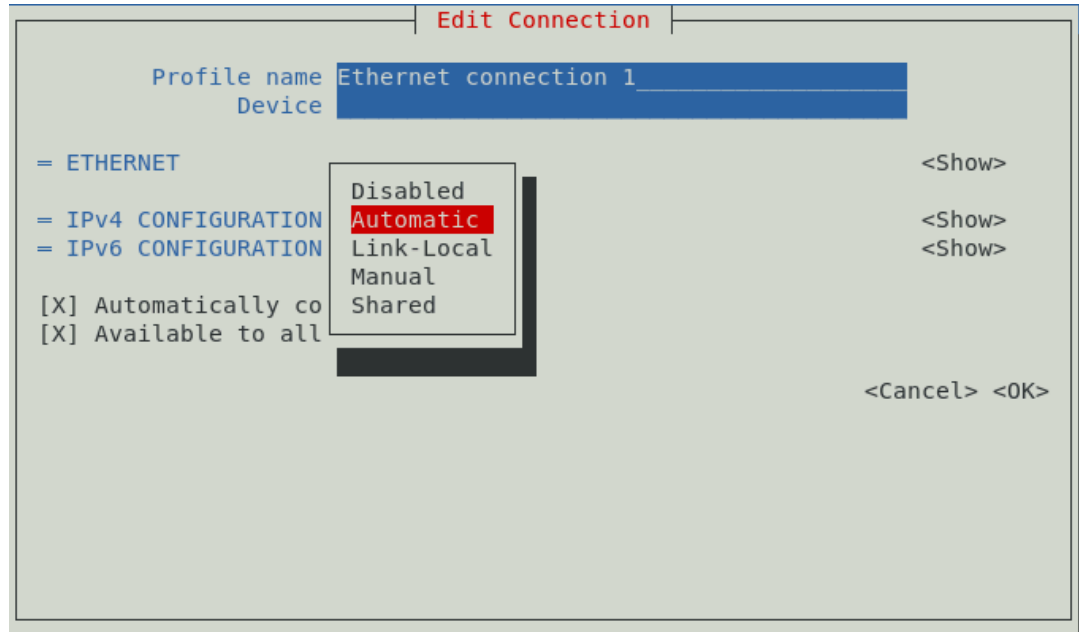 Edit Connection
Profile name Ethernet connection 1
Device
= ETHERNET <Show>
Disabled
= IPv4 CONFIGURATION Automatic <Show>
= IPv6 CONFIGURATION Link-Local <Show>
Manual
[X] Automatically co Shared
[X] Available to all
<Cancel> <OK>